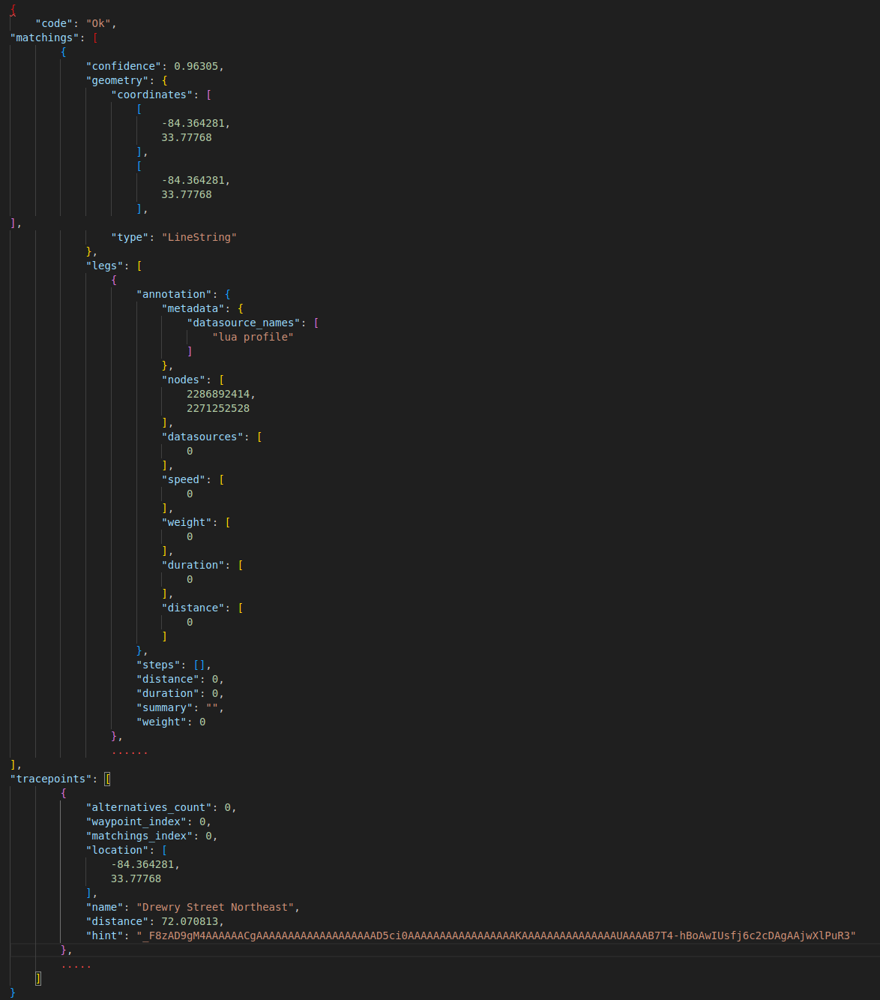 {
"code": "Ok",
"matchings": [
{
"confidence": 0.96305,
"geometry": {
"coordinates": [
[
-84.364281,
33.77768
],
[
-84.364281,
33.77768
],
],
"type": "LineString"
},
"legs": [
{
"annotation": {
"metadata": {
"datasource_names": [
"lua profile"
]
},
"nodes": [
2286892414,
2271252528
],
"datasources": [
0
],
"speed": [
0
],
"weight": [
0
],
"duration": [
0
],
"distance": [
0
]
},
"steps": [],
"distance": 0,
"duration": 0,
"summary": "",
"weight": 0
},
......
],
"tracepoints": [
{
"alternatives_count": 0,
"waypoint_index": 0,
"matchings_index": 0,
"location": [
-84.364281,
33.77768
],
"name": "Drewry Street Northeast",
"distance": 72.070813,
"hint": "_F8zAD9gM4AAAAAACgAAAAAAAAAAAAAAAAAAAD5ci0AAAAAAAAAAAAAAAAAKAAAAAAAAAAAAAAAUAAAAB7T4-hBoAwIUsfj6c2cDAgAAjwXlPuR3"
},
.....
]
}